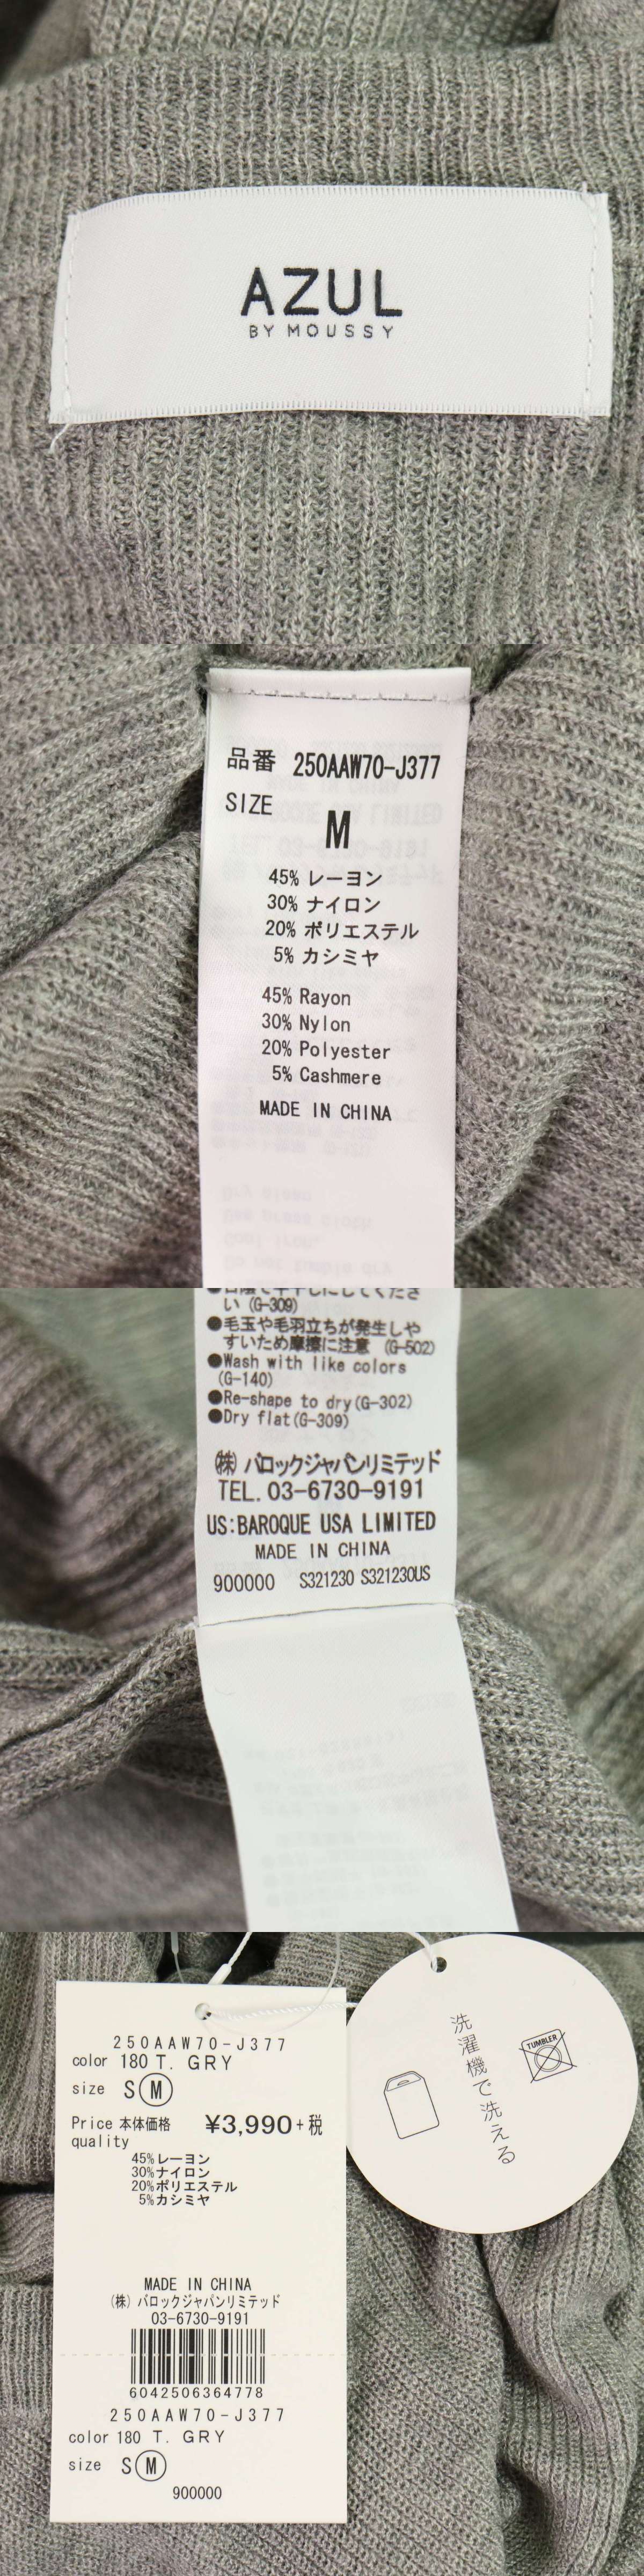 AZUL
BY MOUSSY
品番 250AAW70-J377
SIZE
M
45% レーヨン
30% ナイロン
20% ポリエステル
5% カシミヤ
45% Rayon
30% Nylon
20% Polyester
5% Cashmere
MADE IN CHINA
い (G-309)
●毛玉や毛羽立ちが発生しや
すいため摩擦に注意 (G-502)
●Wash with like colors
(G-140)
●Re-shape to dry(G-302)
●Dry flat(G-309)
㈱ バロックジャパンリミテッド
TEL. 03-6730-9191
US:BAROQUE USA LIMITED
MADE IN CHINA
900000 S321230 S321230US
250AAW70-J377
color 180 T. GRY
size S M
Price 本体価格 ¥3,990+税
quality
45%レーヨン
30%ナイロン
20%ポリエステル
5%カシミヤ
MADE IN CHINA
(株) バロックジャパンリミテッド
03-6730-9191
6042506364778
250AAW70-J377
color 180 T. GRY
size S M
900000
洗濯機で洗える
TUMBLER